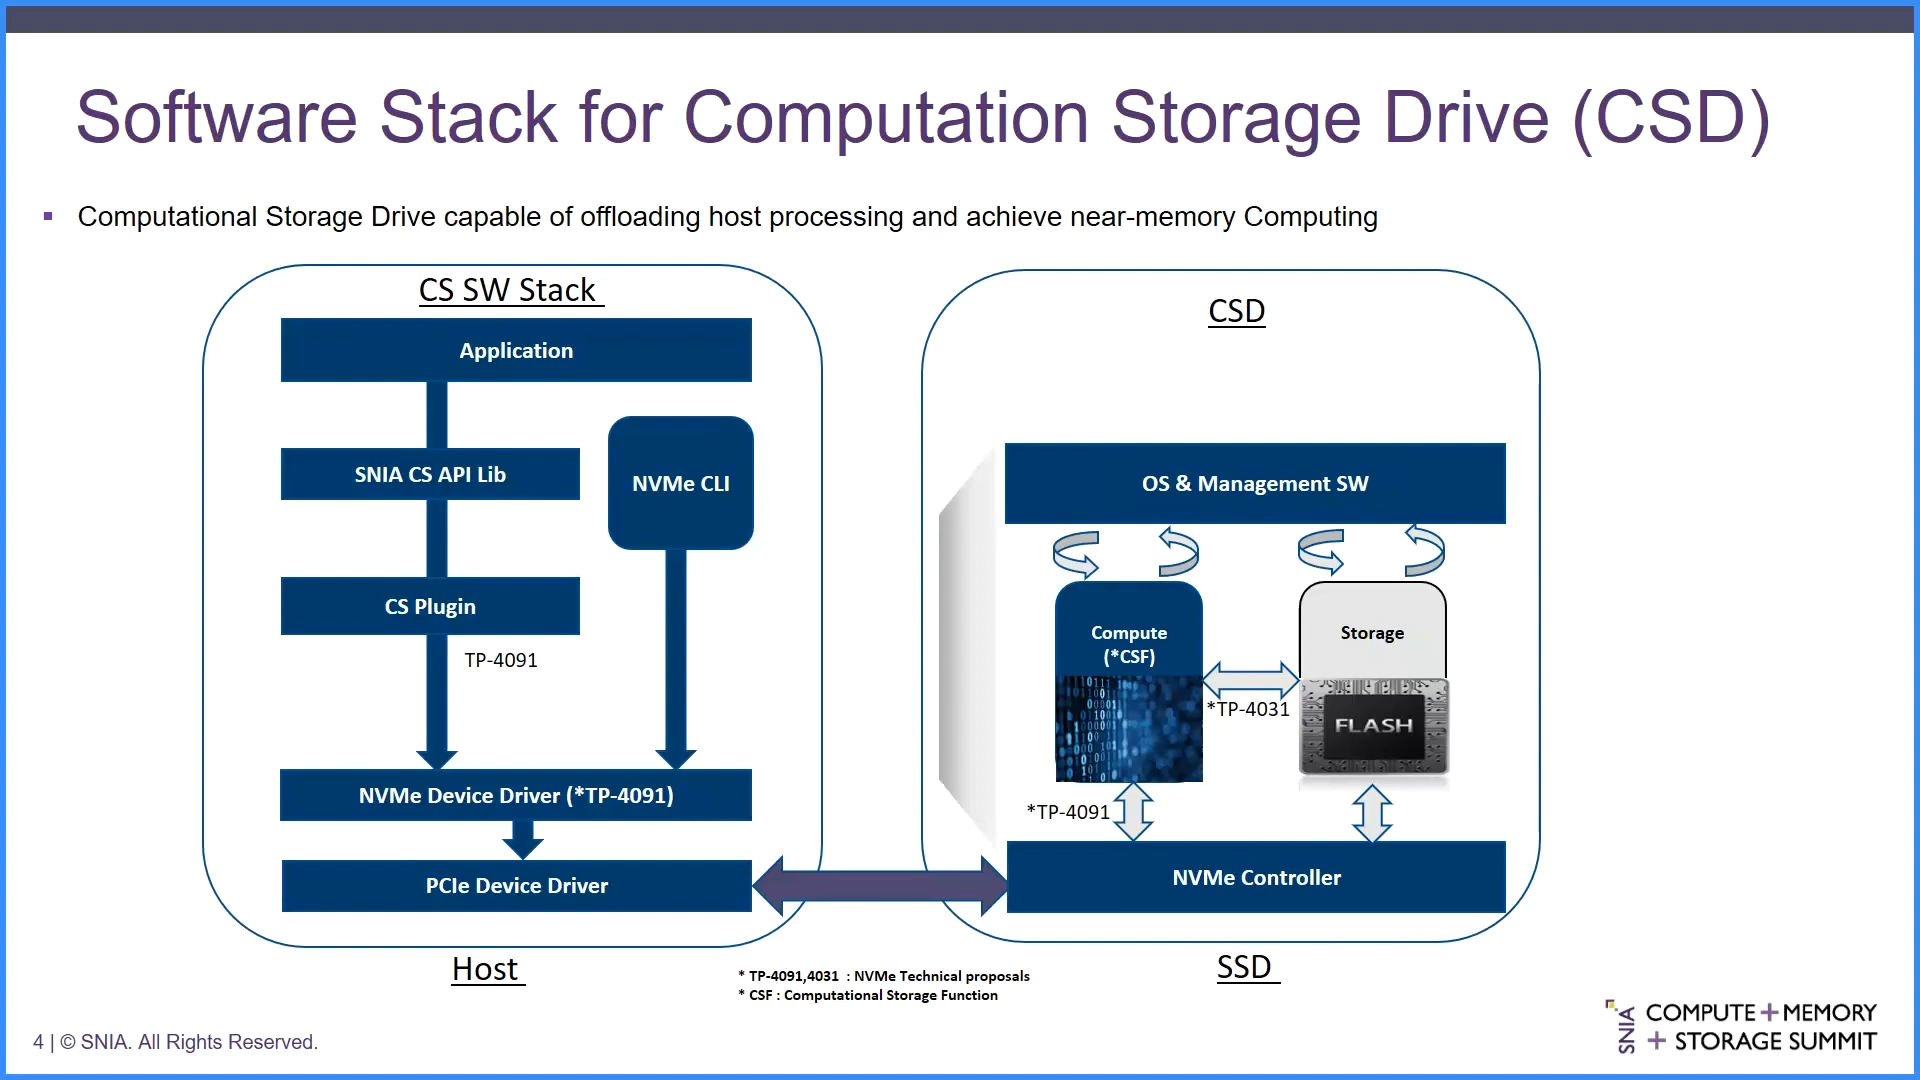 Software Stack for Computation Storage Drive (CSD)
Computational Storage Drive capable of offloading host processing and achieve near-memory Computing
CS SW Stack
Application
SNIA CS API Lib
NVMe CLI
CS Plugin
TP-4091
NVMe Device Driver (*TP-4091)
PCIe Device Driver
Host
CSD
OS & Management SW
Compute
(*CSF)
Storage
*TP-4031
FLASH
*TP-4091
NVMe Controller
SSD
* TP-4091,4031 : NVMe Technical proposals
* CSF : Computational Storage Function
4 | © SNIA. All Rights Reserved.
SNIA
COMPUTE+MEMORY
+ STORAGE SUMMIT